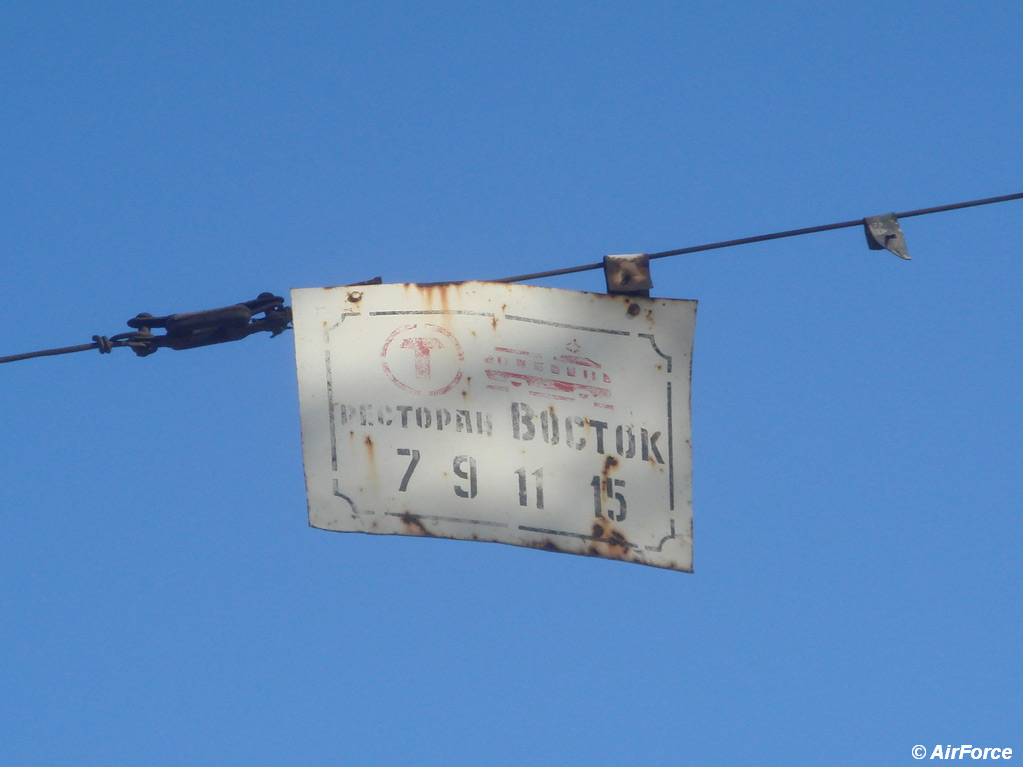 Т
РЕСТОРАН ВОСТОК
7 9 11 15
© AirForce